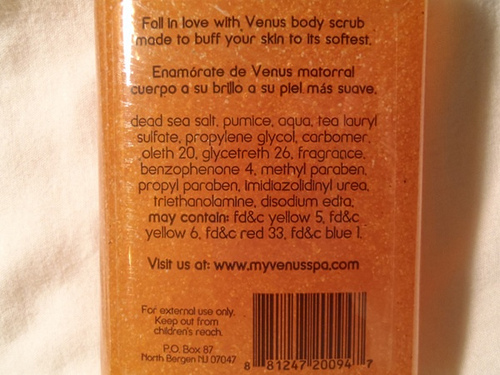 Fall in love with Venus body scrub
made to buff your skin to its softest.
Enamórate de Venus matorral
cuerpo a su brillo a su piel más suave.
dead sea salt, pumice, aqua, tea lauryl
sulfate, propylene glycol, carbomer,
oleth 20, glycetreth 26, fragrance,
benzophenone 4, methyl paraben,
propyl paraben, imidiazolidinyl urea,
triethanolamine, disodium edta,
may contain: fd&c yellow 5, fd&c
yellow 6, fd&c red 33, fd&c blue 1.
Visit us at: www.myvenusspa.com
For external use only.
Keep out from
children's reach.
P.O. Box 87
North Bergen NJ 07047
8 81247 20094 7